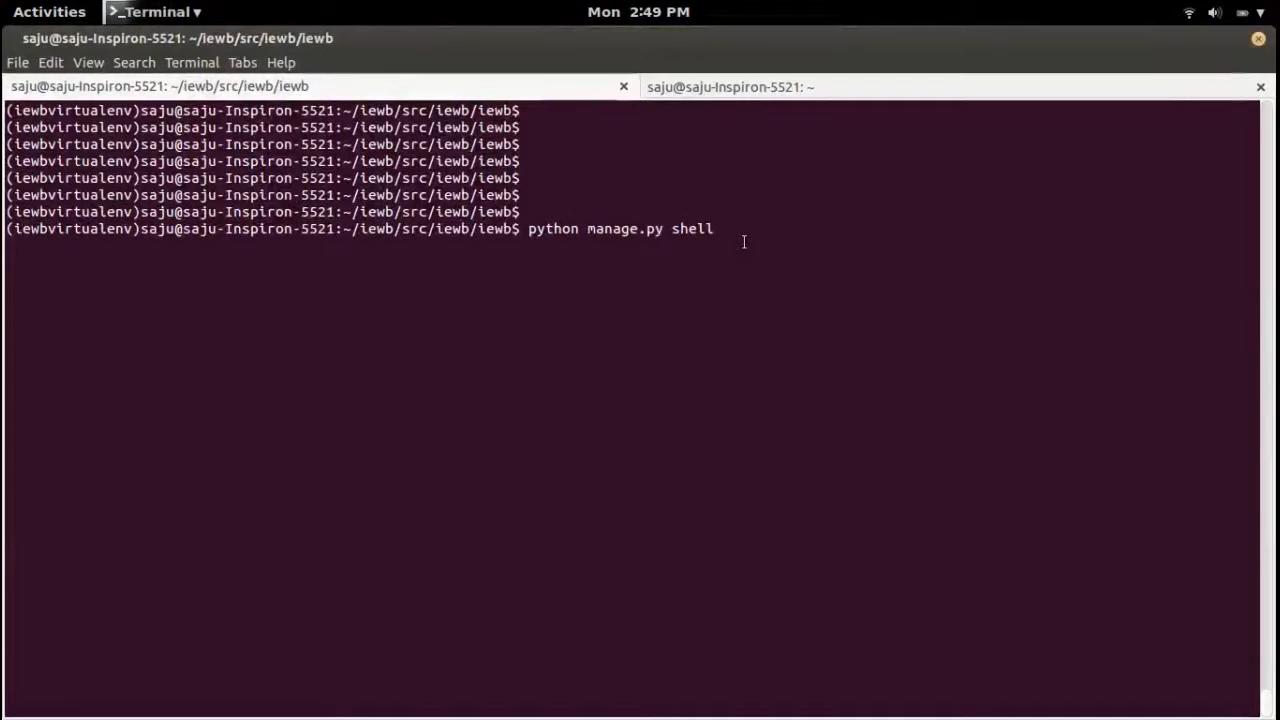 Activities
>_Terminal ▾
Mon 2:49 PM
saju@saju-Inspiron-5521: ~/iewb/src/iewb/iewb
File Edit View Search Terminal Tabs Help
saju@saju-Inspiron-5521: ~/iewb/src/iewb/iewb
saju@saju-Inspiron-5521: ~
(iewbvirtualenv)saju@saju-Inspiron-5521:~/iewb/src/iewb/iewb$
(iewbvirtualenv)saju@saju-Inspiron-5521:~/iewb/src/iewb/iewb$
(iewbvirtualenv)saju@saju-Inspiron-5521:~/iewb/src/iewb/iewb$
(iewbvirtualenv)saju@saju-Inspiron-5521:~/iewb/src/iewb/iewb$
(iewbvirtualenv)saju@saju-Inspiron-5521:~/iewb/src/iewb/iewb$
(iewbvirtualenv)saju@saju-Inspiron-5521:~/iewb/src/iewb/iewb$
(iewbvirtualenv)saju@saju-Inspiron-5521:~/iewb/src/iewb/iewb$
(iewbvirtualenv)saju@saju-Inspiron-5521:~/iewb/src/iewb/iewb$ python manage.py shell